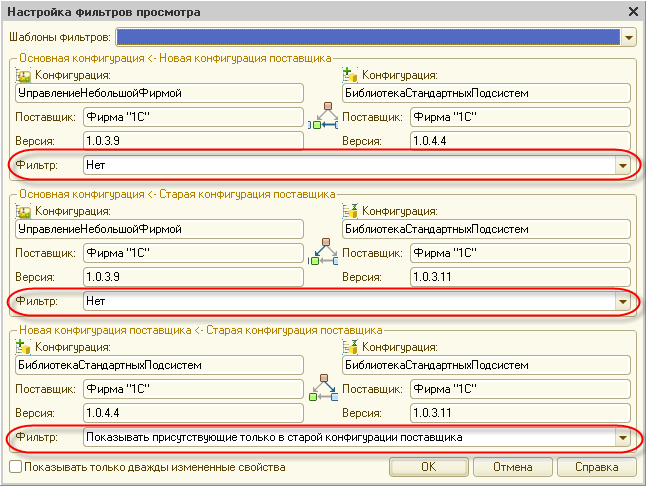 Настройка фильтров просмотра
Шаблоны фильтров:
Основная конфигурация <- Новая конфигурация поставщика
Конфигурация: Конфигурация:
УправлениеНебольшойФирмой БиблиотекаСтандартныхПодсистем
Поставщик: Фирма "1С" Поставщик: Фирма "1С"
Версия: 1.0.3.9 Версия: 1.0.4.4
Фильтр: Нет
Основная конфигурация <- Старая конфигурация поставщика
Конфигурация: Конфигурация:
УправлениеНебольшойФирмой БиблиотекаСтандартныхПодсистем
Поставщик: Фирма "1С" Поставщик: Фирма "1С"
Версия: 1.0.3.9 Версия: 1.0.3.11
Фильтр: Нет
Новая конфигурация поставщика <- Старая конфигурация поставщика
Конфигурация: Конфигурация:
БиблиотекаСтандартныхПодсистем БиблиотекаСтандартныхПодсистем
Поставщик: Фирма "1С" Поставщик: Фирма "1С"
Версия: 1.0.4.4 Версия: 1.0.3.11
Фильтр: Показывать присутствующие только в старой конфигурации поставщика
Показывать только дважды измененные свойства OK Отмена Справка